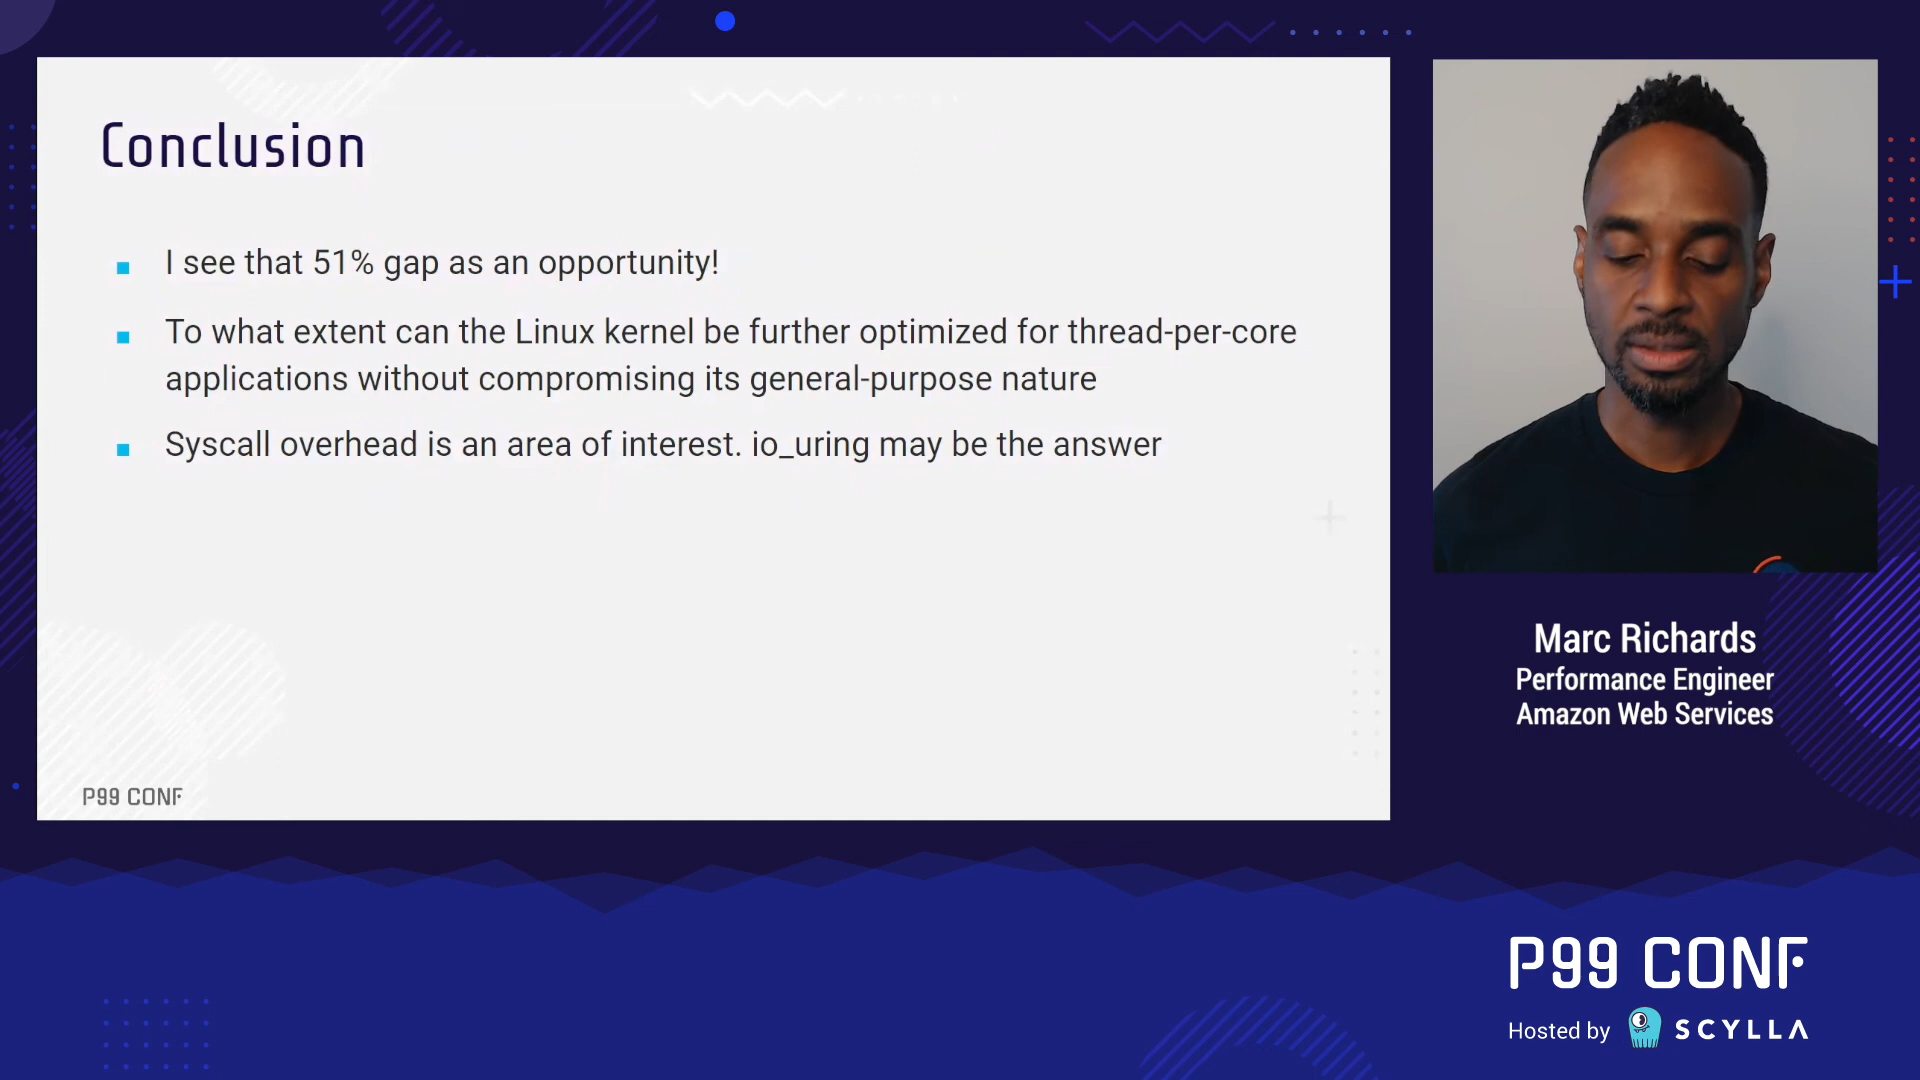 Conclusion
I see that 51% gap as an opportunity!
To what extent can the Linux kernel be further optimized for thread-per-core
applications without compromising its general-purpose nature
Syscall overhead is an area of interest. io_uring may be the answer
P99 CONF
Marc Richards
Performance Engineer
Amazon Web Services
P99 CONF
Hosted by SCYLLA